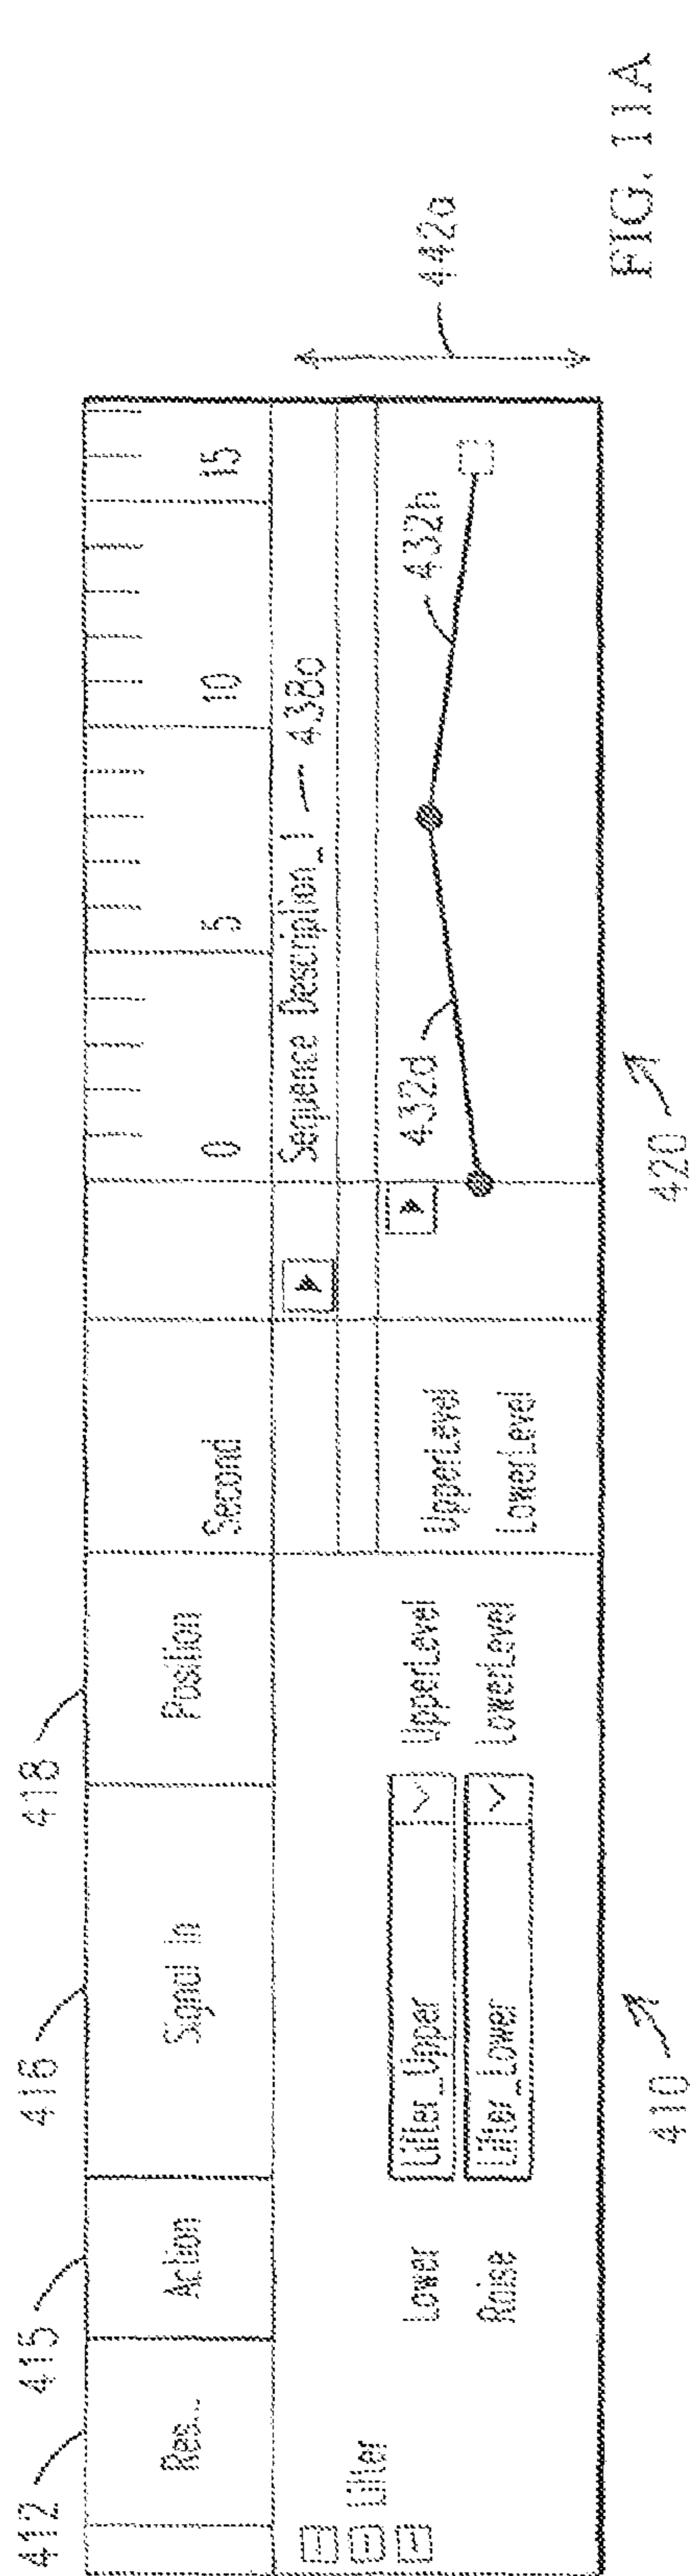 412 415 416 418
Res... Action Signal In Position Second 0 5 10 15
Sequence Description_1 438a
Lifter
Lower Lifter_Upper UpperLevel UpperLevel 432d 432h
Raise Lifter_Lower LowerLevel LowerLevel
442a
410 420
FIG. 11A